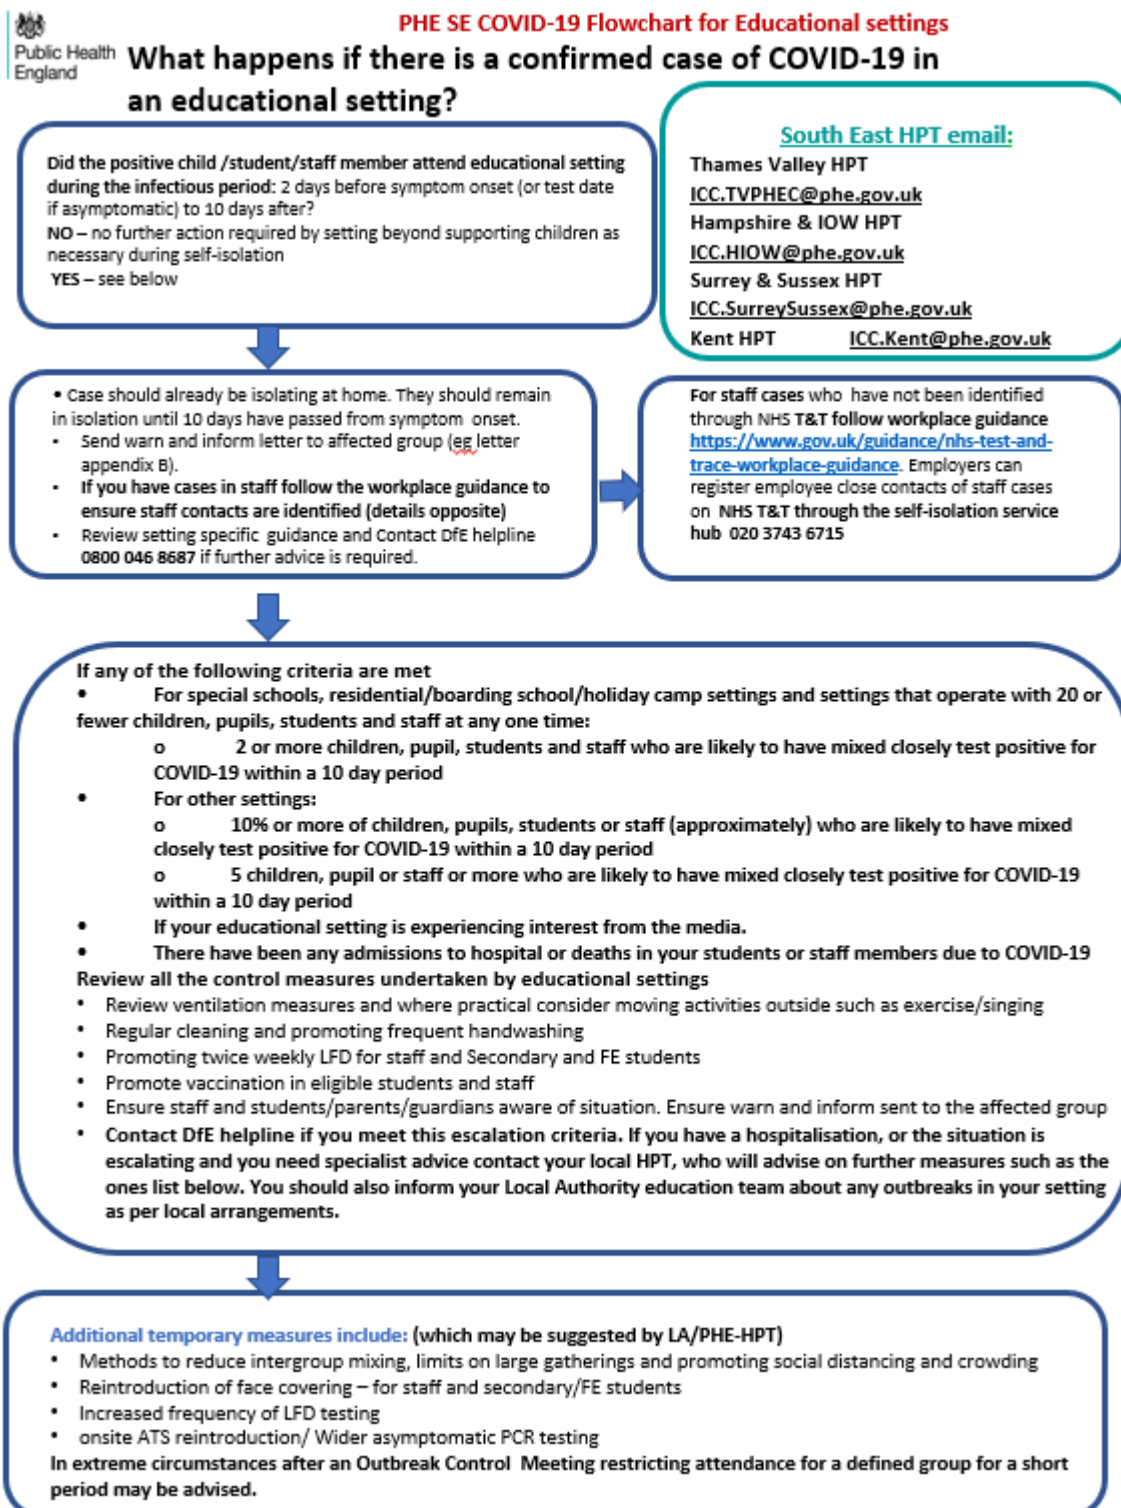 PHE SE COVID-19 Flowchart for Educational settings
Public Health
England
What happens if there is a confirmed case of COVID-19 in
an educational setting?
Did the positive child /student/staff member attend educational setting
during the infectious period: 2 days before symptom onset (or test date
if asymptomatic) to 10 days after?
NO – no further action required by setting beyond supporting children as
necessary during self-isolation
YES – see below
South East HPT email:
Thames Valley HPT
ICC.TVPHEC@phe.gov.uk
Hampshire & IOW HPT
ICC.HIOW@phe.gov.uk
Surrey & Sussex HPT
ICC.SurreySussex@phe.gov.uk
Kent HPT ICC.Kent@phe.gov.uk
• Case should already be isolating at home. They should remain
in isolation until 10 days have passed from symptom onset.
- Send warn and inform letter to affected group (eg letter
appendix B).
- If you have cases in staff follow the workplace guidance to
ensure staff contacts are identified (details opposite)
- Review setting specific guidance and Contact DfE helpline
0800 046 8687 if further advice is required.
For staff cases who have not been identified
through NHS T&T follow workplace guidance
https://www.gov.uk/guidance/nhs-test-and-
trace-workplace-guidance. Employers can
register employee close contacts of staff cases
on NHS T&T through the self-isolation service
hub 020 3743 6715
If any of the following criteria are met
• For special schools, residential/boarding school/holiday camp settings and settings that operate with 20 or
fewer children, pupils, students and staff at any one time:
o 2 or more children, pupil, students and staff who are likely to have mixed closely test positive for
COVID-19 within a 10 day period
• For other settings:
o 10% or more of children, pupils, students or staff (approximately) who are likely to have mixed
closely test positive for COVID-19 within a 10 day period
o 5 children, pupil or staff or more who are likely to have mixed closely test positive for COVID-19
within a 10 day period
• If your educational setting is experiencing interest from the media.
• There have been any admissions to hospital or deaths in your students or staff members due to COVID-19
Review all the control measures undertaken by educational settings
• Review ventilation measures and where practical consider moving activities outside such as exercise/singing
• Regular cleaning and promoting frequent handwashing
• Promoting twice weekly LFD for staff and Secondary and FE students
• Promote vaccination in eligible students and staff
• Ensure staff and students/parents/guardians aware of situation. Ensure warn and inform sent to the affected group
• Contact DfE helpline if you meet this escalation criteria. If you have a hospitalisation, or the situation is
escalating and you need specialist advice contact your local HPT, who will advise on further measures such as the
ones list below. You should also inform your Local Authority education team about any outbreaks in your setting
as per local arrangements.
Additional temporary measures include: (which may be suggested by LA/PHE-HPT)
• Methods to reduce intergroup mixing, limits on large gatherings and promoting social distancing and crowding
• Reintroduction of face covering – for staff and secondary/FE students
• Increased frequency of LFD testing
• onsite ATS reintroduction/ Wider asymptomatic PCR testing
In extreme circumstances after an Outbreak Control Meeting restricting attendance for a defined group for a short
period may be advised.